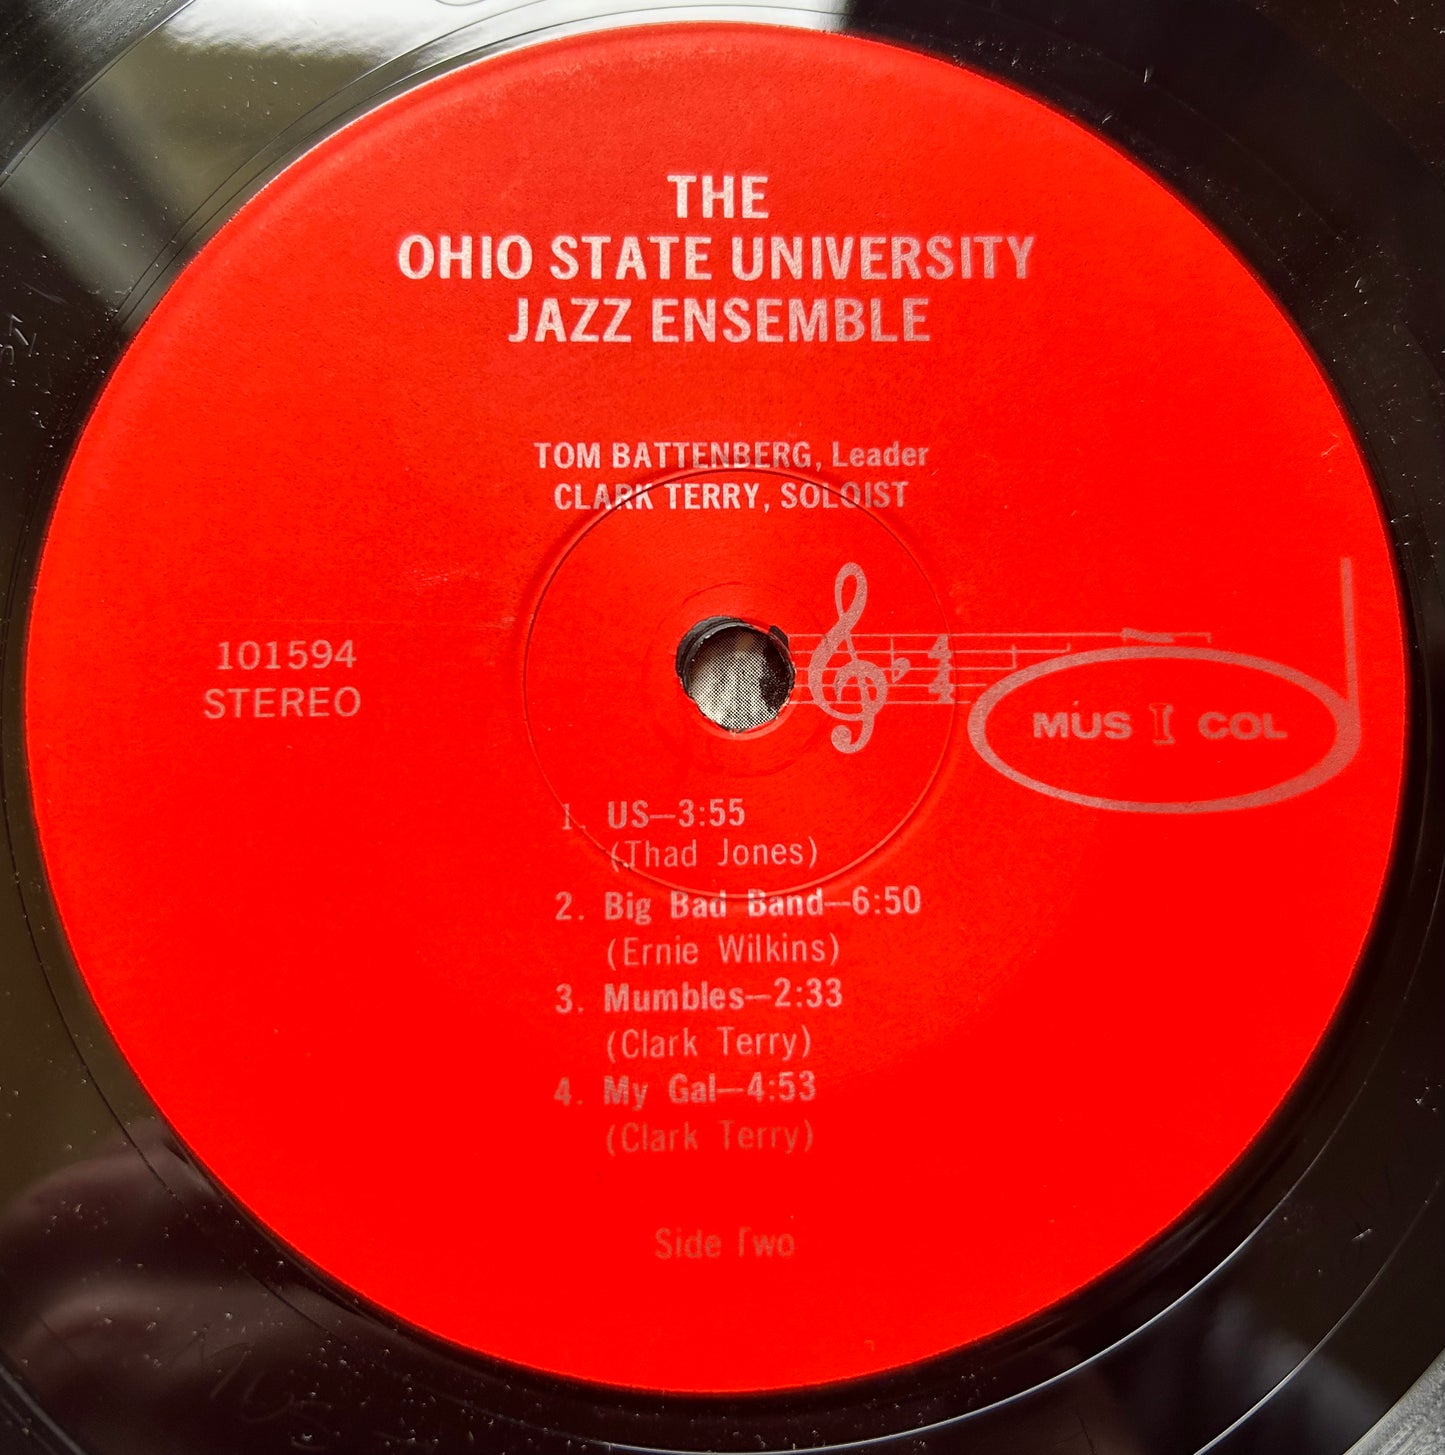 THE
OHIO STATE UNIVERSITY
JAZZ ENSEMBLE
TOM BATTENBERG, Leader
CLARK TERRY, SOLOIST
101594
STEREO
4
4
MUS I COL
1. US—3:55
(Thad Jones)
2. Big Bad Band—6:50
(Ernie Wilkins)
3. Mumbles—2:33
(Clark Terry)
4. My Gal—4:53
(Clark Terry)
Side Two